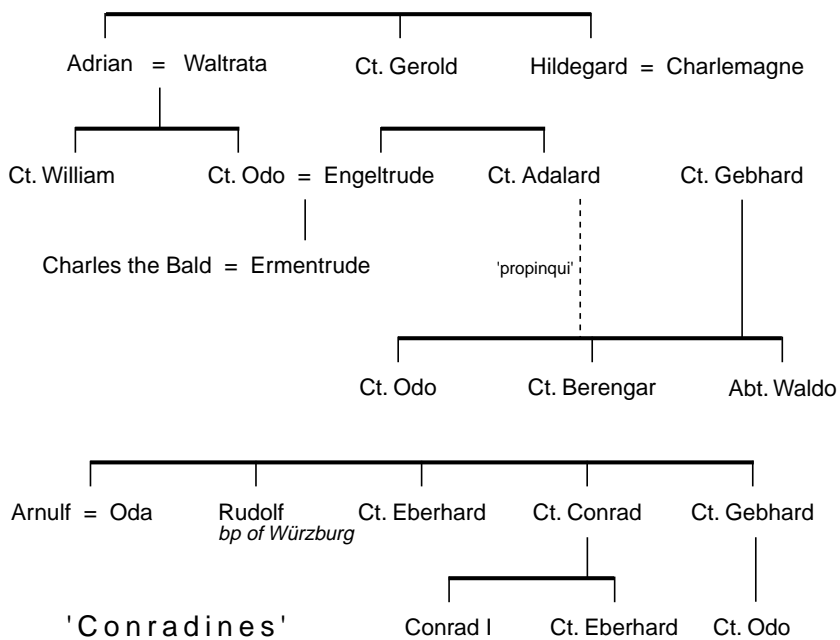 Adrian = Waltrata Ct. Gerold Hildegard = Charlemagne
Ct. William Ct. Odo = Engeltrude Ct. Adalard Ct. Gebhard
Charles the Bald = Ermentrude 'propinqui'
Ct. Odo Ct. Berengar Abt. Waldo
Arnulf = Oda Rudolf Ct. Eberhard Ct. Conrad Ct. Gebhard
bp of Würzburg
'Conradines' Conrad I Ct. Eberhard Ct. Odo